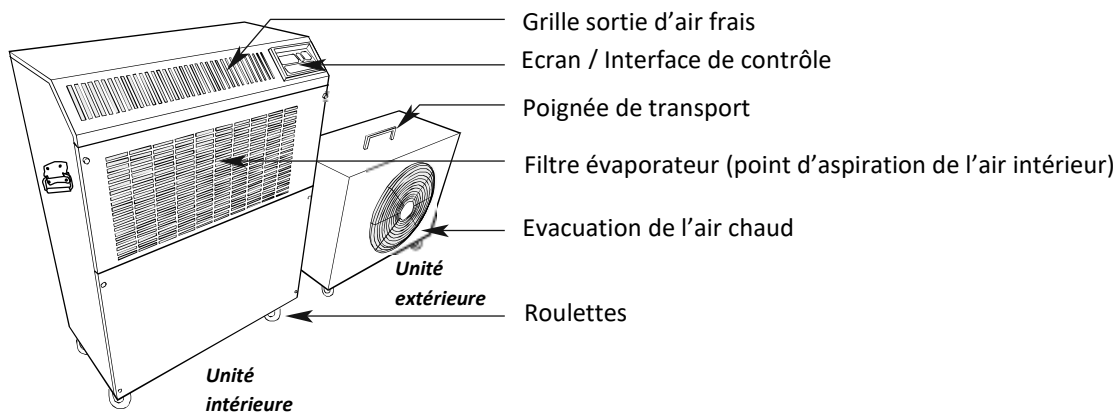 Grille sortie d'air frais
Ecran / Interface de contrôle
Poignée de transport
Filtre évaporateur (point d'aspiration de l'air intérieur)
Evacuation de l'air chaud
Unité
extérieure
Roulettes
Unité
intérieure